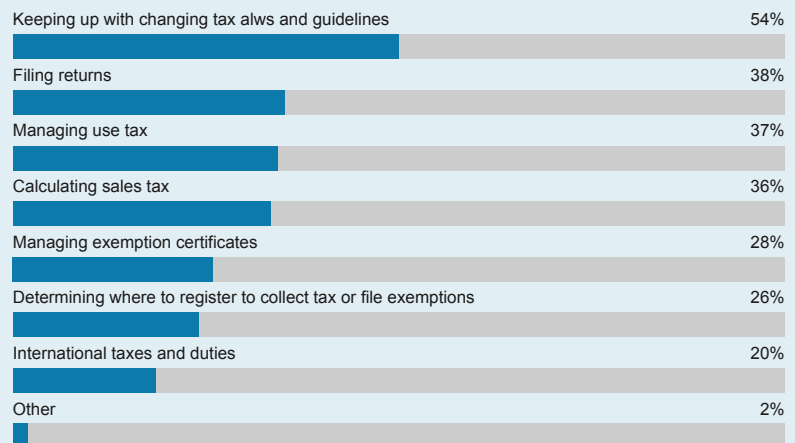 Keeping up with changing tax alws and guidelines 54%
Filing returns 38%
Managing use tax 37%
Calculating sales tax 36%
Managing exemption certificates 28%
Determining where to register to collect tax or file exemptions 26%
International taxes and duties 20%
Other 2%